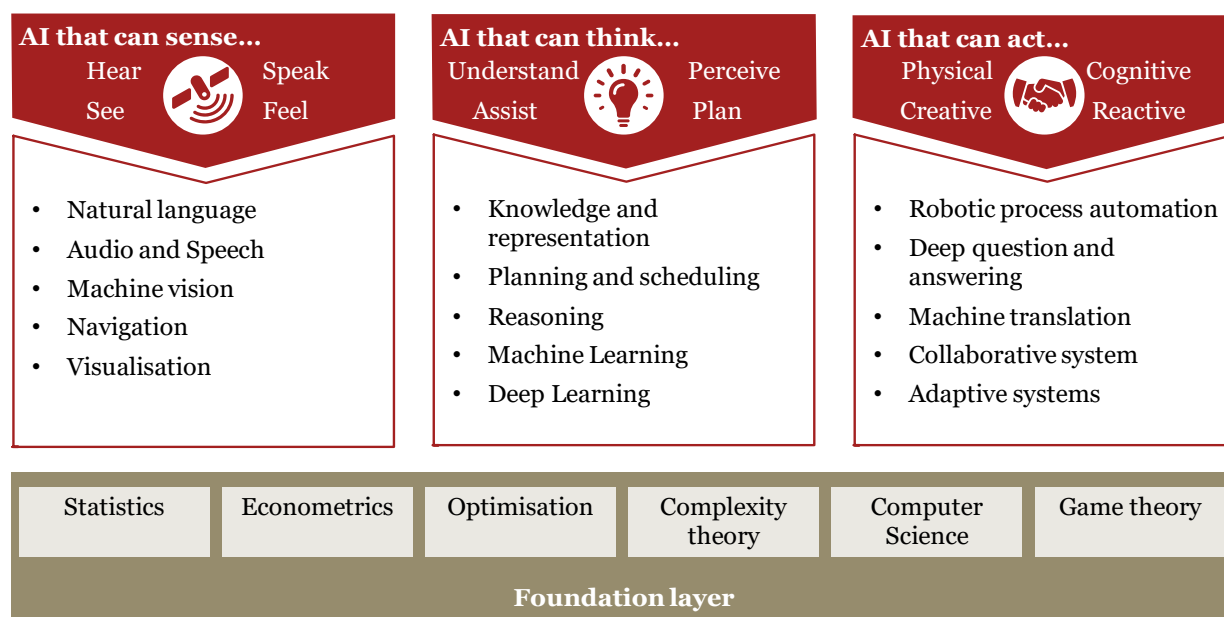 AI that can sense...
Hear
Speak
See
Feel
• Natural language
• Audio and Speech
• Machine vision
• Navigation
• Visualisation
AI that can think...
Understand
Perceive
Assist
Plan
• Knowledge and
representation
• Planning and scheduling
• Reasoning
• Machine Learning
• Deep Learning
AI that can act...
Physical
Cognitive
Creative
Reactive
• Robotic process automation
• Deep question and
answering
• Machine translation
• Collaborative system
• Adaptive systems
Statistics
Econometrics
Optimisation
Complexity
theory
Computer
Science
Game theory
Foundation layer